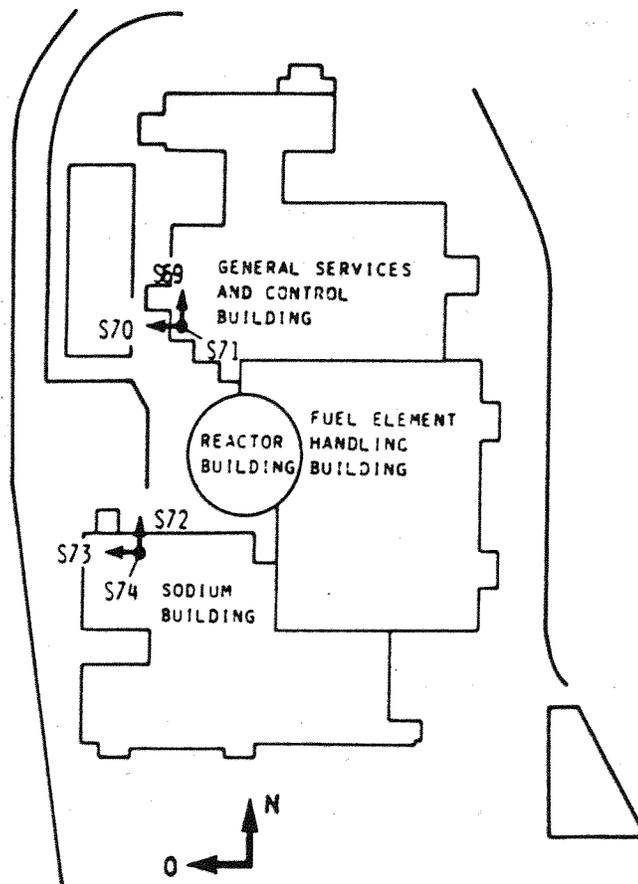 S69
GENERAL SERVICES
AND CONTROL
BUILDING
S70
S71
FUEL ELEMENT
HANDLING
BUILDING
REACTOR
BUILDING
S72
S73
S74
SODIUM
BUILDING
N
O